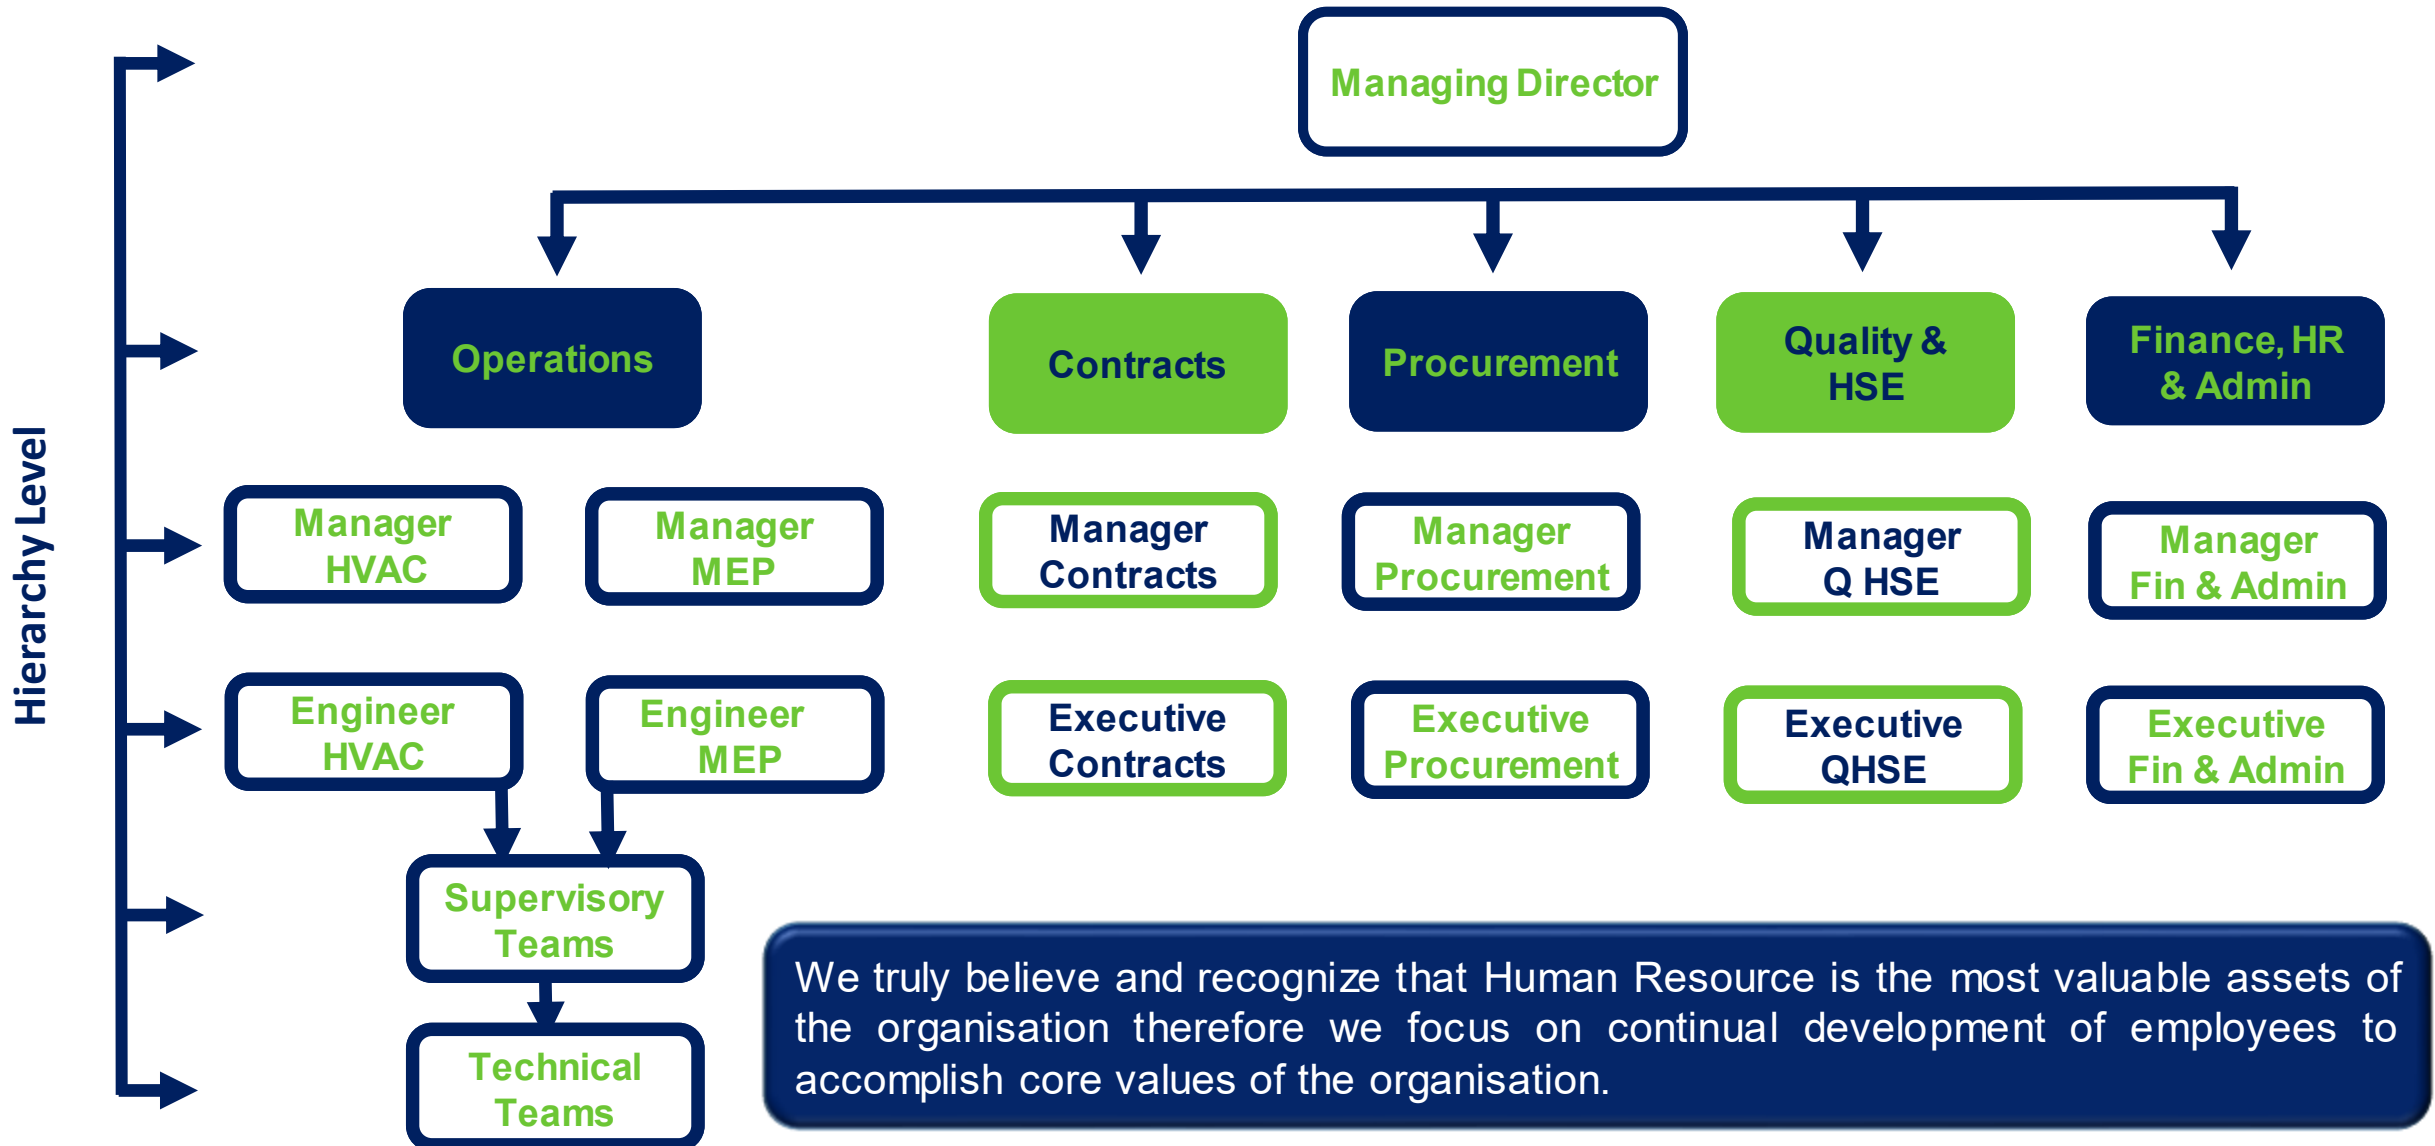 Managing Director
Hierarchy Level
Operations
Contracts
Procurement
Quality &
HSE
Finance, HR
& Admin
Manager
HVAC
Manager
MEP
Manager
Contracts
Manager
Procurement
Manager
Q HSE
Manager
Fin & Admin
Engineer
HVAC
Engineer
MEP
Executive
Contracts
Executive
Procurement
Executive
QHSE
Executive
Fin & Admin
Supervisory
Teams
Technical
Teams
We truly believe and recognize that Human Resource is the most valuable assets of
the organisation therefore we focus on continual development of employees to
accomplish core values of the organisation.